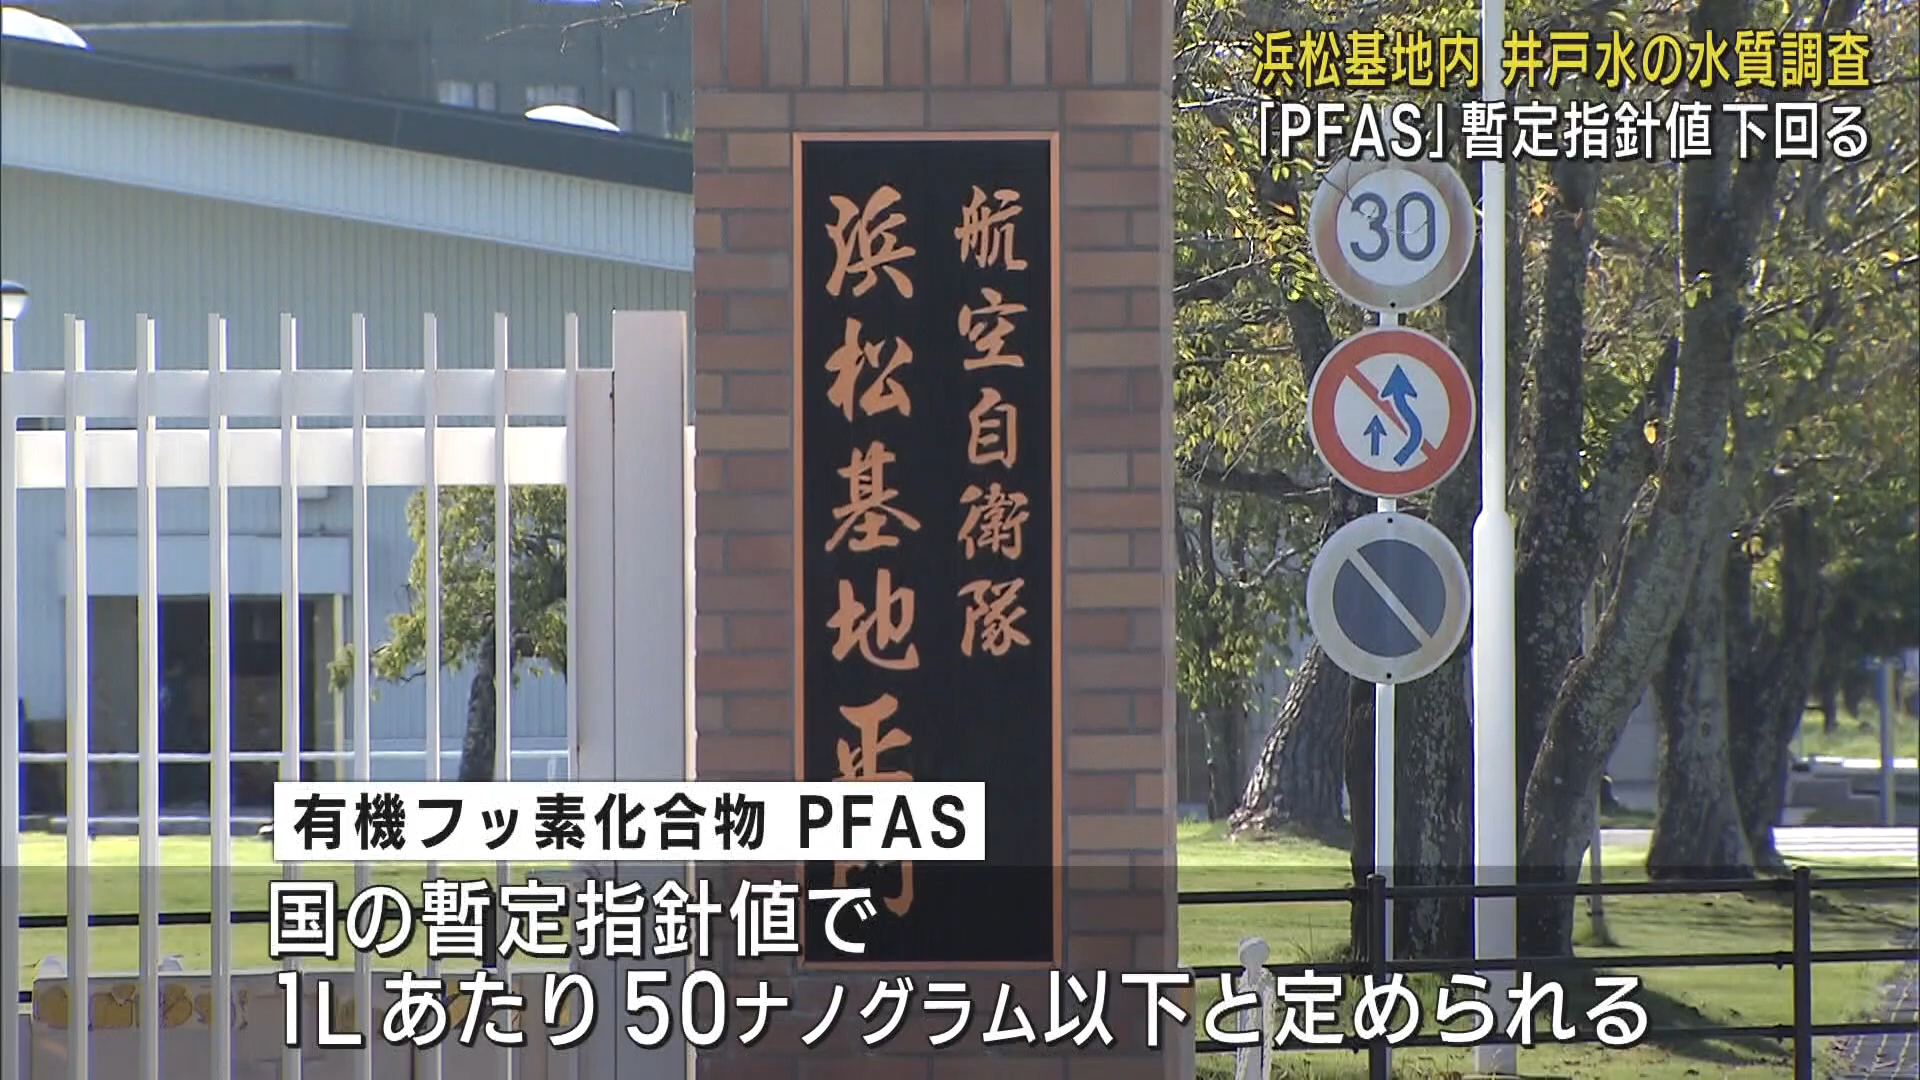 浜松基地内 井戸水の水質調査
「PFAS」暫定指針値 下回る
航空自衛隊
浜松基地正門
30
有機フッ素化合物 PFAS
国の暫定指針値で
1Lあたり50ナノグラム以下と定められる